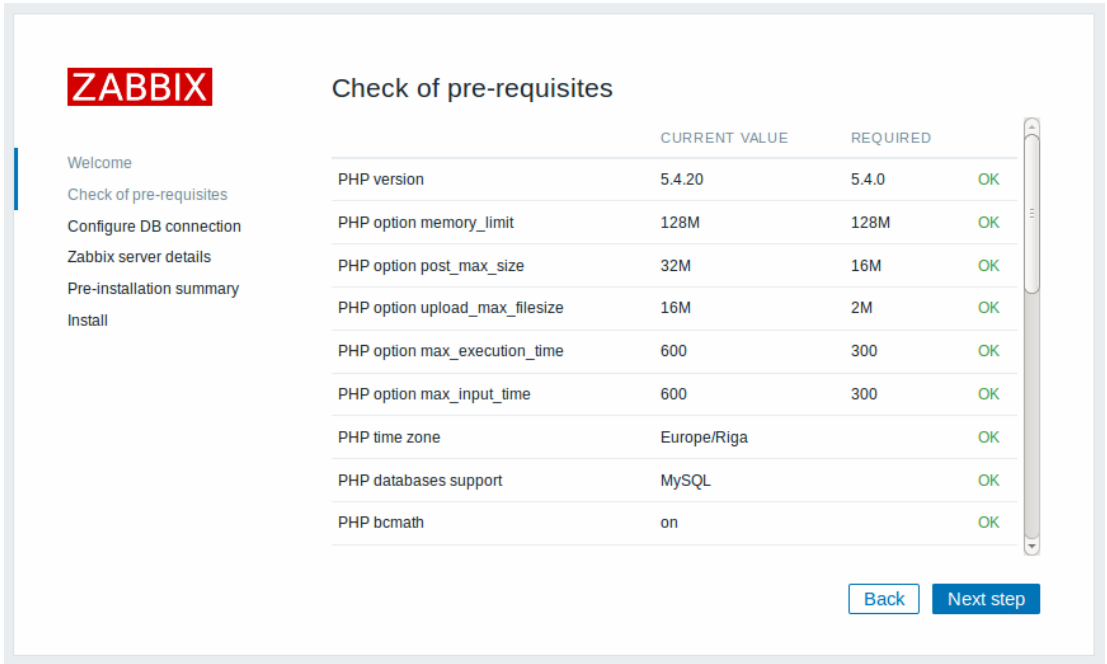 ZABBIX
Welcome
Check of pre-requisites
Configure DB connection
Zabbix server details
Pre-installation summary
Install
Check of pre-requisites
CURRENT VALUE REQUIRED
PHP version 5.4.20 5.4.0 OK
PHP option memory_limit 128M 128M OK
PHP option post_max_size 32M 16M OK
PHP option upload_max_filesize 16M 2M OK
PHP option max_execution_time 600 300 OK
PHP option max_input_time 600 300 OK
PHP time zone Europe/Riga OK
PHP databases support MySQL OK
PHP bcmath on OK
Back Next step